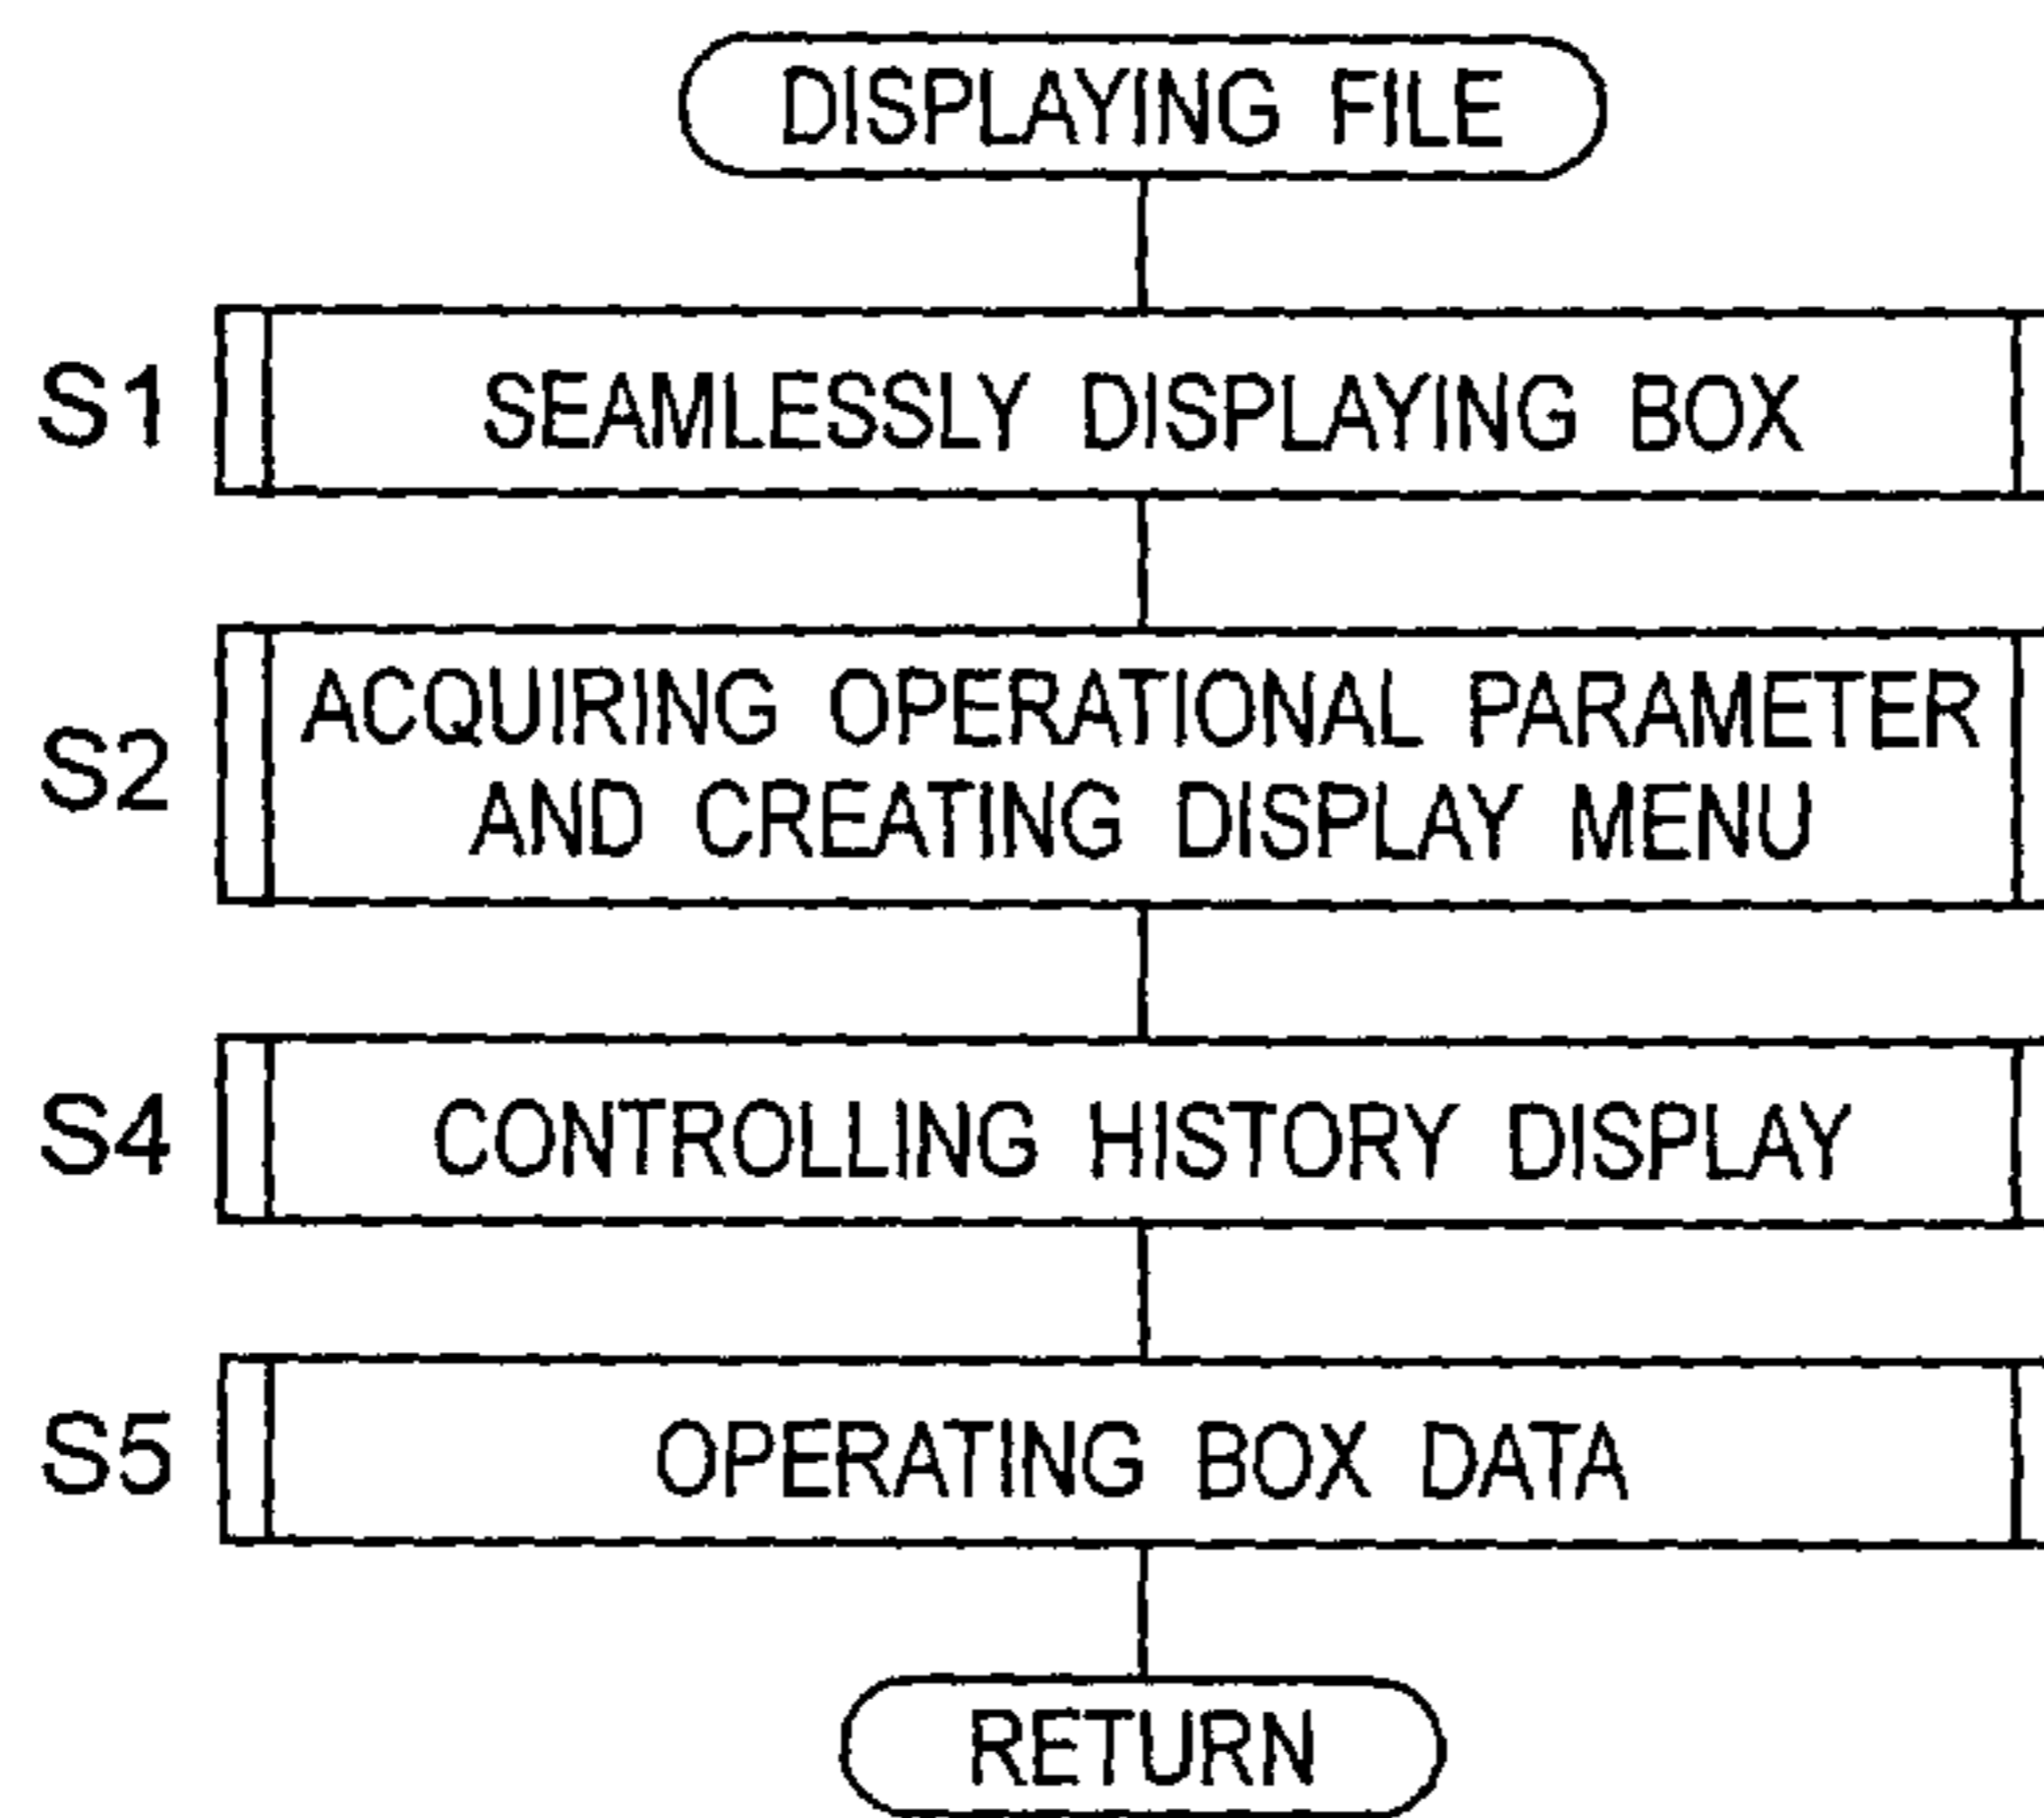 DISPLAYING FILE
S1
SEAMLESSLY DISPLAYING BOX
S2
ACQUIRING OPERATIONAL PARAMETER
AND CREATING DISPLAY MENU
S4
CONTROLLING HISTORY DISPLAY
S5
OPERATING BOX DATA
RETURN